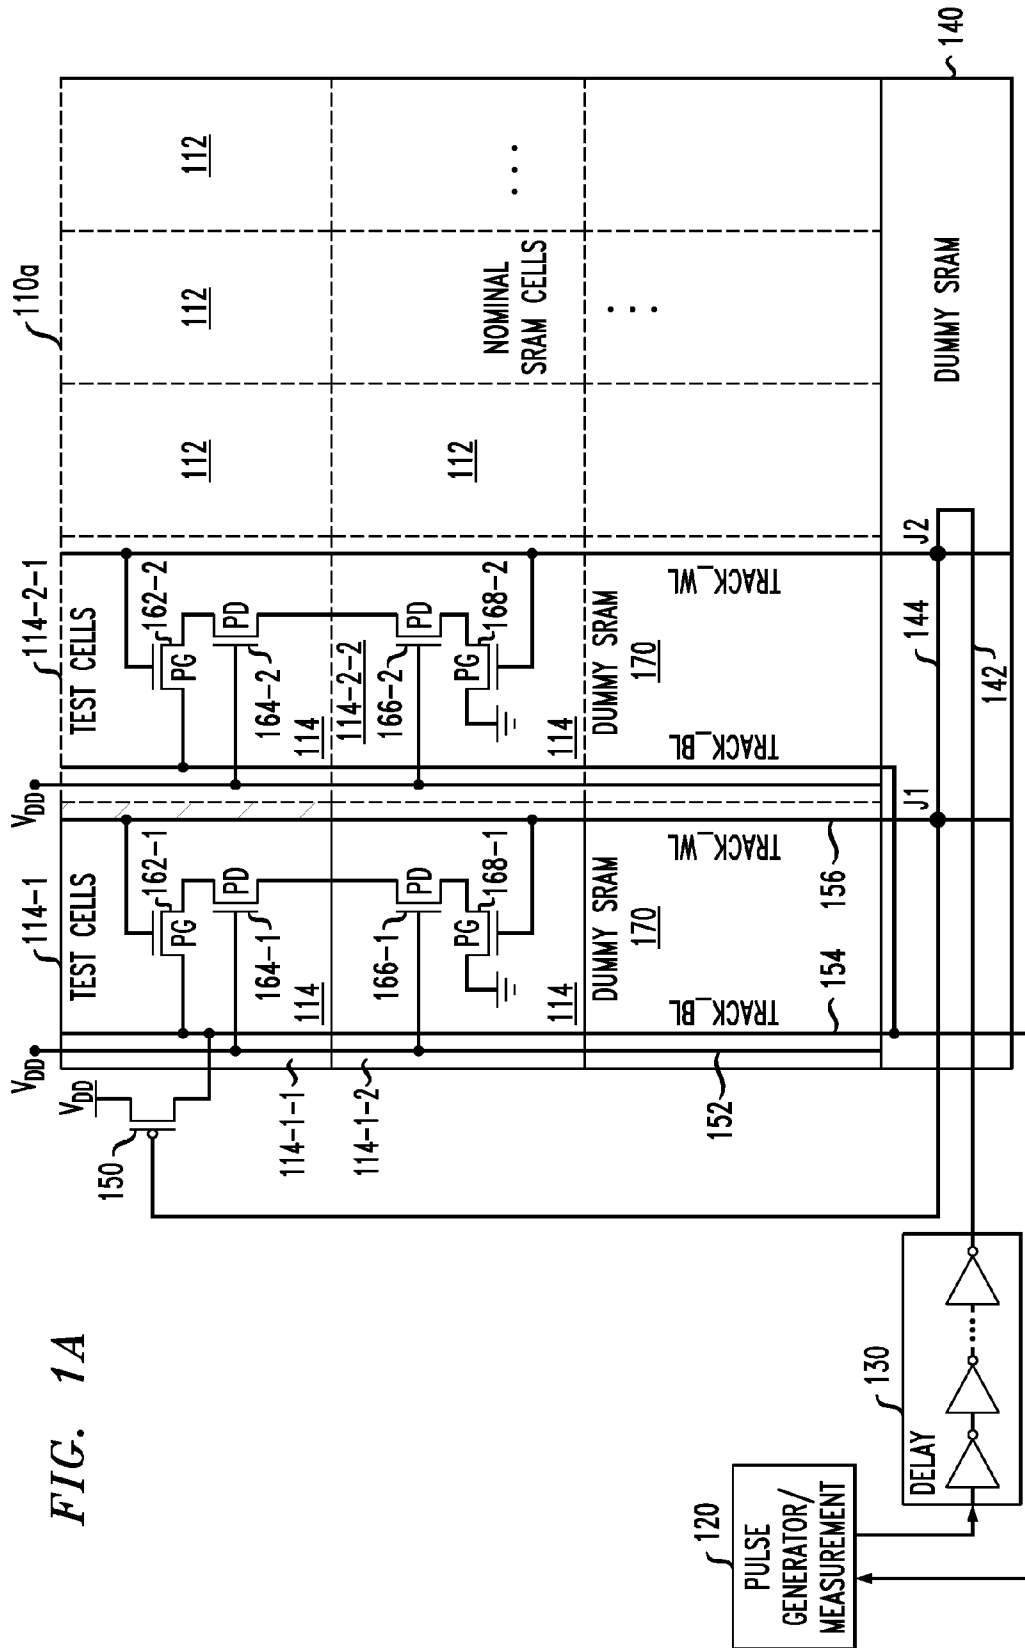 FIG. 1A
110a
114-2-1
114-1
V_DD
V_DD
V_DD
150
TEST CELLS
162-1
PG
PD
164-1
114
114-1-1
114-1-2
166-1
PD
PG
168-1
114
DUMMY SRAM
170
TRACK_BL
TRACK_WL
152
154
156
TEST CELLS
162-2
PG
PD
164-2
114
114-2-2
166-2
PD
PG
168-2
114
DUMMY SRAM
170
TRACK_BL
TRACK_WL
112
112
112
112
NOMINAL
SRAM CELLS
J1
J2
144
142
DUMMY SRAM
140
120
PULSE
GENERATOR/
MEASUREMENT
130
DELAY